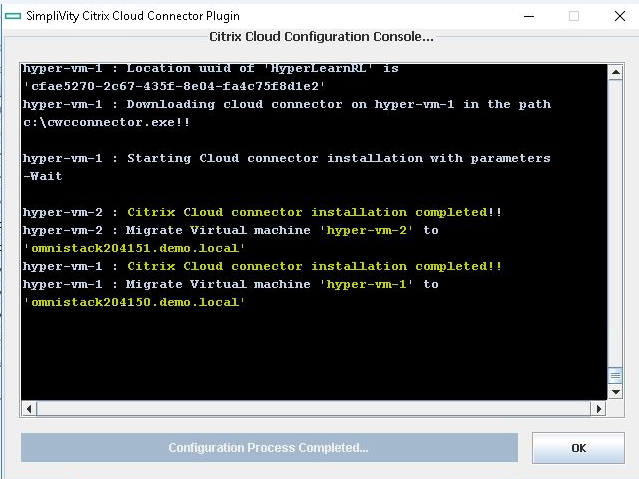 SimpliVity Citrix Cloud Connector Plugin
Citrix Cloud Configuration Console...
hyper-vm-1 : Location uuid of 'HyperLearnRL' is
'cfae5270-2c67-435f-8e04-fa4c75f8d1e2'
hyper-vm-1 : Downloading cloud connector on hyper-vm-1 in the path
c:\cwcconnector.exe!!
hyper-vm-1 : Starting Cloud connector installation with parameters
-Wait
hyper-vm-2 : Citrix Cloud connector installation completed!!
hyper-vm-2 : Migrate Virtual machine 'hyper-vm-2' to
'omnistack204151.demo.local'
hyper-vm-1 : Citrix Cloud connector installation completed!!
hyper-vm-1 : Migrate Virtual machine 'hyper-vm-1' to
'omnistack204150.demo.local'
Configuration Process Completed...
OK